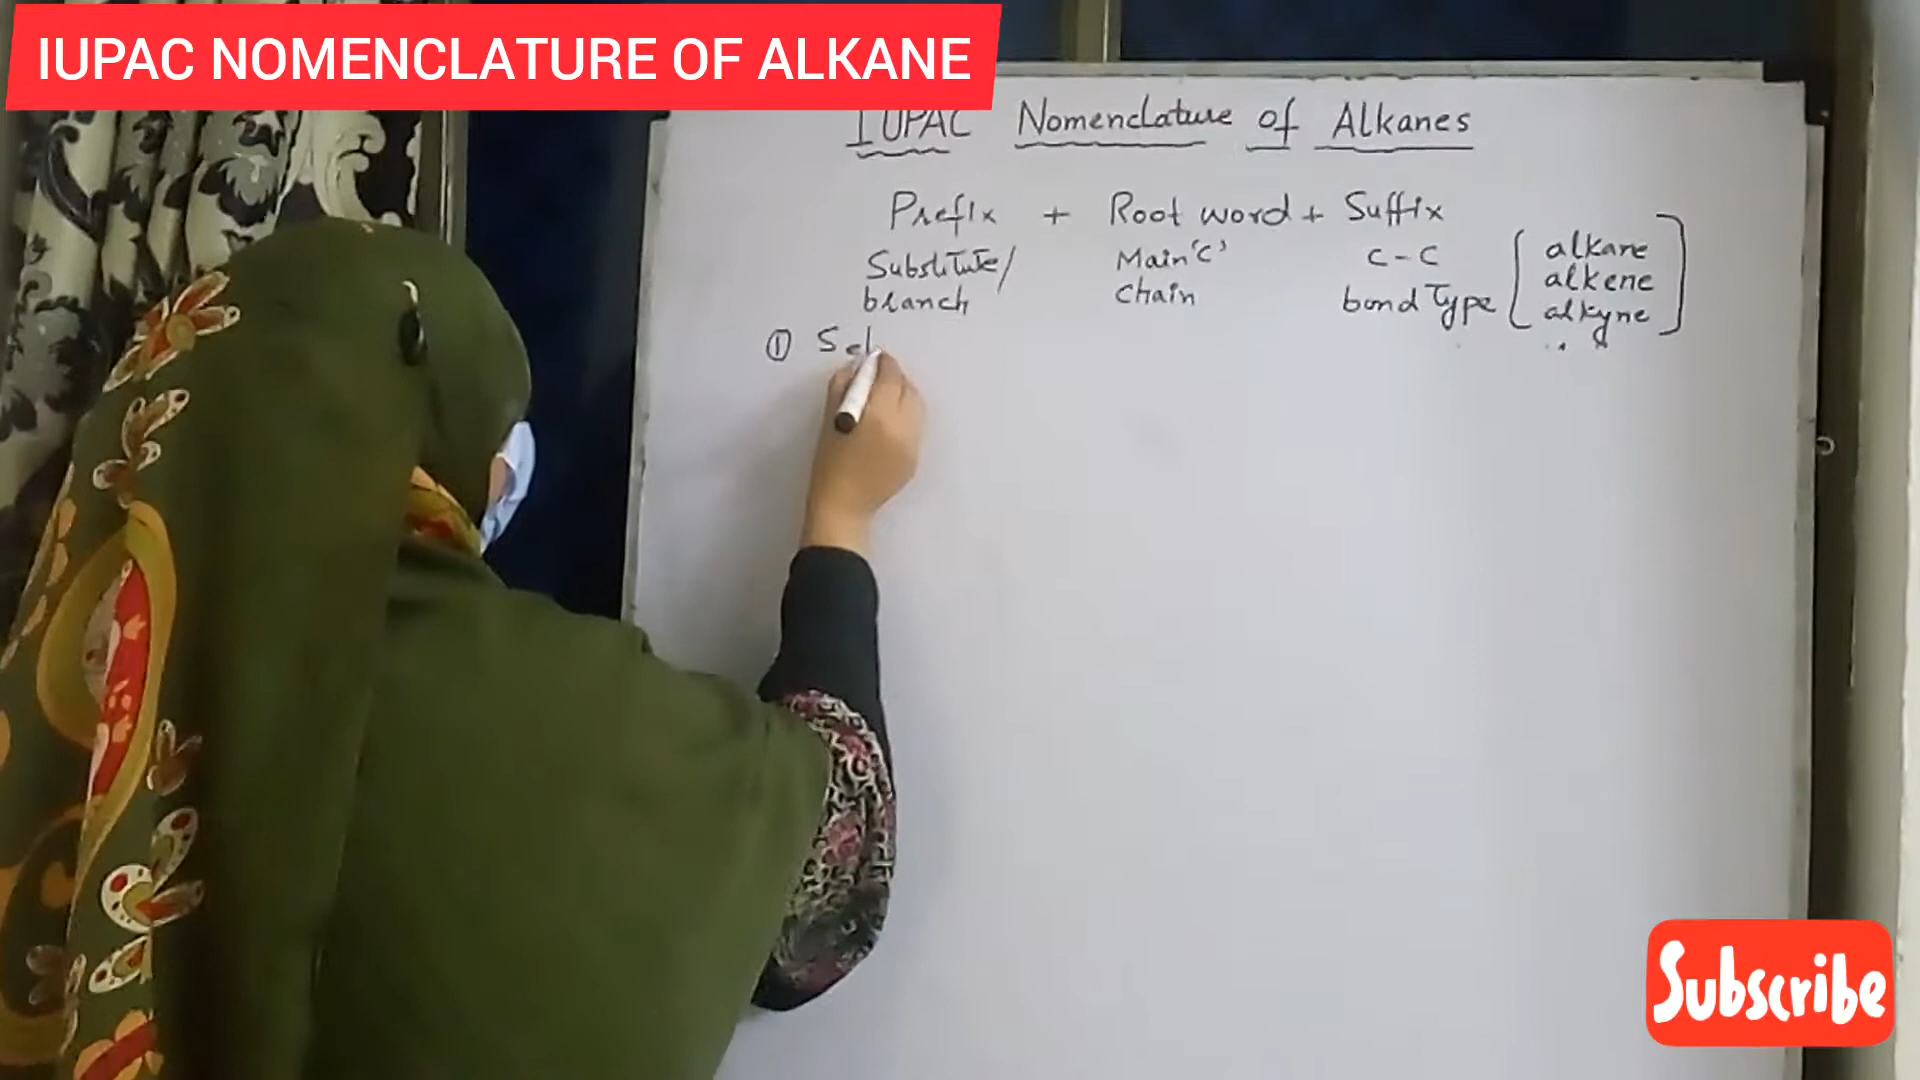 IUPAC NOMENCLATURE OF ALKANE
IUPAC Nomenclature of Alkanes
Prefix + Root word + Suffix
Substitute/ Main 'C' C-C alkane
branch Chain bond Type alkene
alkyne
① Sel
Subscribe